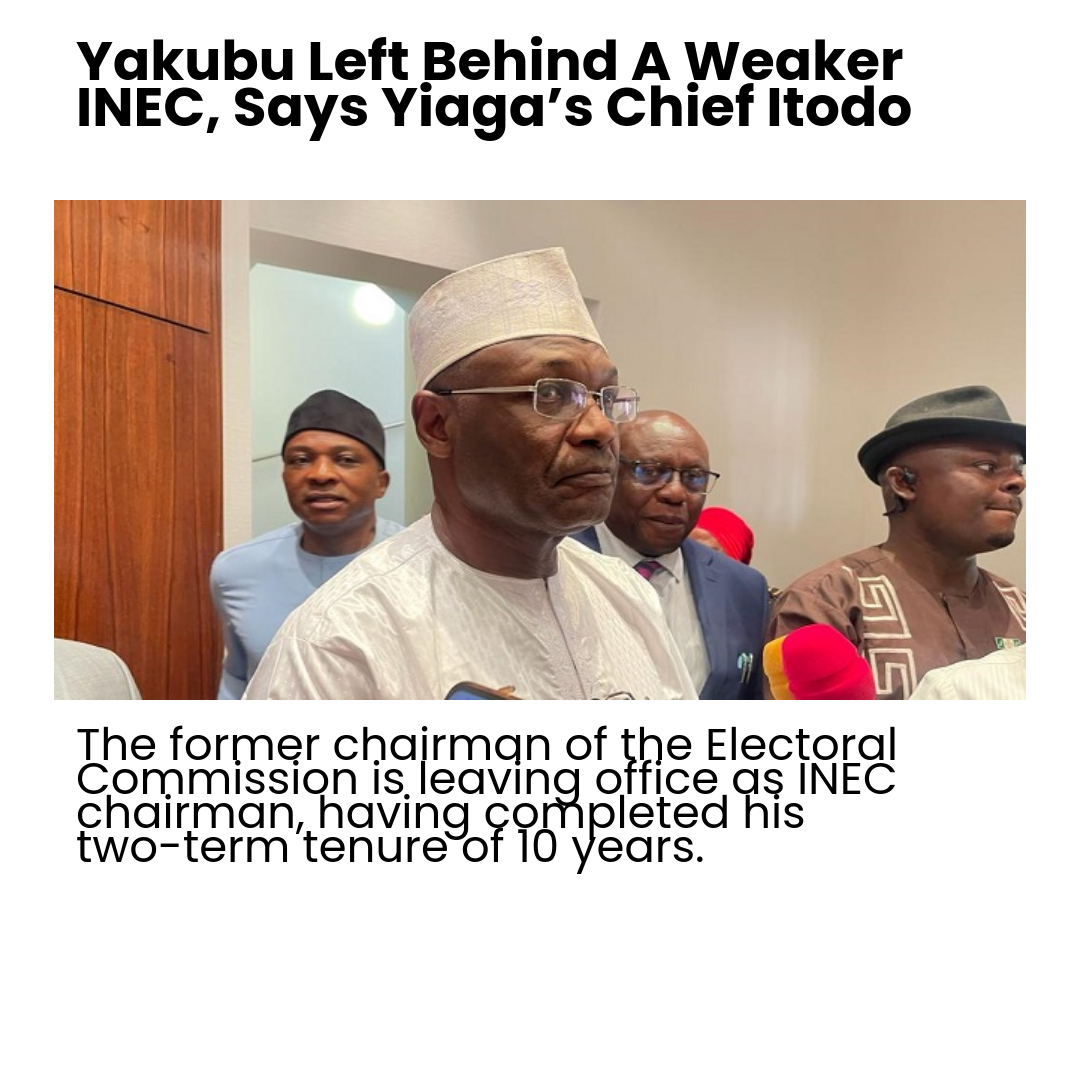 Yakubu Left Behind A Weaker
INEC, Says Yiaga’s Chief Itodo
The former chairman of the Electoral
Commission is leaving office as INEC
chairman, having completed his
two-term tenure of 10 years.